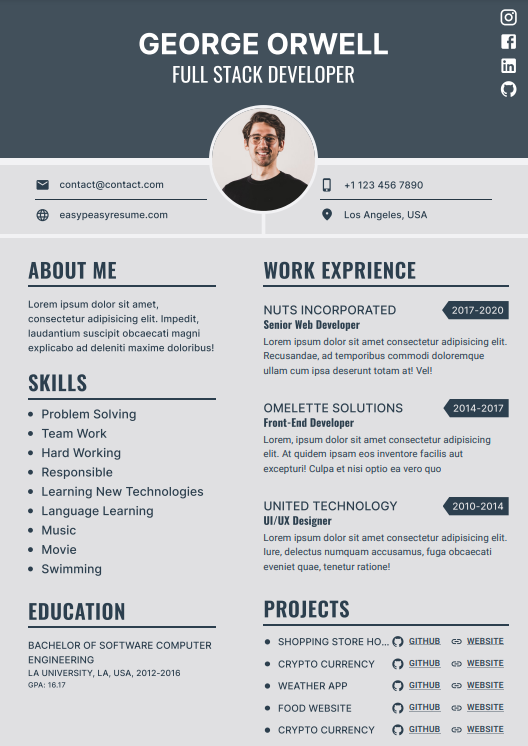 GEORGE ORWELL
FULL STACK DEVELOPER
contact@contact.com
easypeasyresume.com
+1 123 456 7890
Los Angeles, USA
ABOUT ME
Lorem ipsum dolor sit amet,
consectetur adipisicing elit. Impedit,
laudantium suscipit obcaecati magni
explicabo ad deleniti maxime doloribus!
SKILLS
Problem Solving
Team Work
Hard Working
Responsible
Learning New Technologies
Language Learning
Music
Movie
Swimming
EDUCATION
BACHELOR OF SOFTWARE COMPUTER
ENGINEERING
LA UNIVERSITY, LA, USA, 2012-2016
GPA: 16.17
WORK EXPRIENCE
NUTS INCORPORATED 2017-2020
Senior Web Developer
Lorem ipsum dolor sit amet consectetur adipisicing elit.
Recusandae, ad temporibus commodi doloremque
ullam cum ipsa deserunt totam at! Vel!
OMELETTE SOLUTIONS 2014-2017
Front-End Developer
Lorem, ipsum dolor sit amet consectetur adipisicing
elit. At quidem ipsam eos inventore facilis aut
excepturi! Culpa et nisi optio ea vero quo
UNITED TECHNOLOGY 2010-2014
UI/UX Designer
Lorem ipsum dolor sit amet consectetur adipisicing elit.
Iure, delectus numquam accusamus, fuga obcaecati
eveniet quae, tenetur ratione!
PROJECTS
SHOPPING STORE HO... GITHUB WEBSITE
CRYPTO CURRENCY GITHUB WEBSITE
WEATHER APP GITHUB WEBSITE
FOOD WEBSITE GITHUB WEBSITE
CRYPTO CURRENCY GITHUB WEBSITE